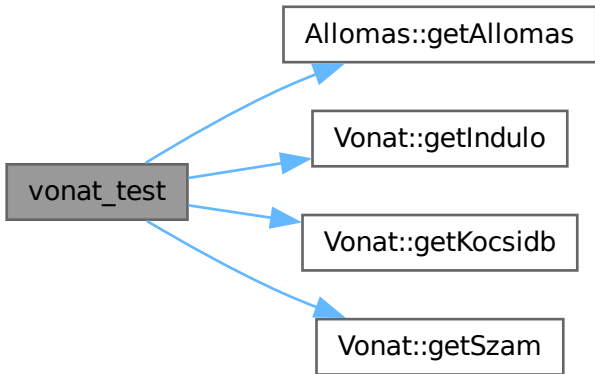 Allomas::getAllomas
Vonat::getIndulo
vonat_test
Vonat::getKocsidb
Vonat::getSzam